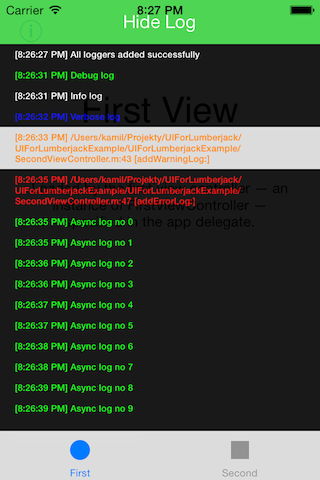 Carrier 8:27 PM
Hide Log
[8:26:27 PM] All loggers added successfully
[8:26:31 PM] Debug log
[8:26:31 PM] Info log
[8:26:32 PM] Verbose log
First View
[8:26:33 PM] /Users/kamil/Projekty/UIForLumberjack/
UIForLumberjackExample/UIForLumberjackExample/
SecondViewController.m:43 [addWarningLog:]
[8:26:35 PM] /Users/kamil/Projekty/UIForLumberjack/
UIForLumberjackExample/UIForLumberjackExample/
SecondViewController.m:47 [addErrorLog:]
— an
instance of FirstViewController —
in the app delegate.
[8:26:35 PM] Async log no 0
[8:26:35 PM] Async log no 1
[8:26:36 PM] Async log no 2
[8:26:36 PM] Async log no 3
[8:26:37 PM] Async log no 4
[8:26:37 PM] Async log no 5
[8:26:38 PM] Async log no 6
[8:26:38 PM] Async log no 7
[8:26:39 PM] Async log no 8
[8:26:39 PM] Async log no 9
First
Second